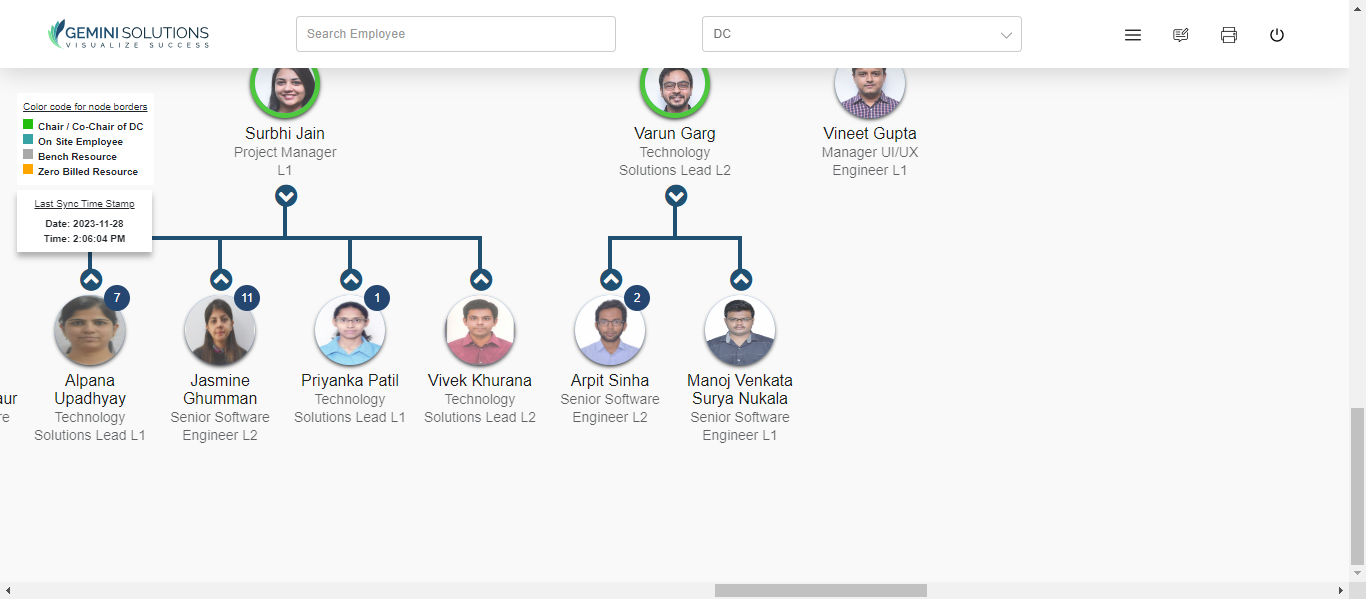 GEMINI SOLUTIONS
VISUALIZE SUCCESS
Search Employee
DC
Color code for node borders
Chair / Co-Chair of DC
On Site Employee
Bench Resource
Zero Billed Resource
Last Sync Time Stamp
Date: 2023-11-28
Time: 2:06:04 PM
Surbhi Jain
Project Manager
L1
Varun Garg
Technology
Solutions Lead L2
Vineet Gupta
Manager UI/UX
Engineer L1
7
Alpana
Upadhyay
Technology
Solutions Lead L1
11
Jasmine
Ghumman
Senior Software
Engineer L2
1
Priyanka Patil
Technology
Solutions Lead L1
Vivek Khurana
Technology
Solutions Lead L2
2
Arpit Sinha
Senior Software
Engineer L2
Manoj Venkata
Surya Nukala
Senior Software
Engineer L1